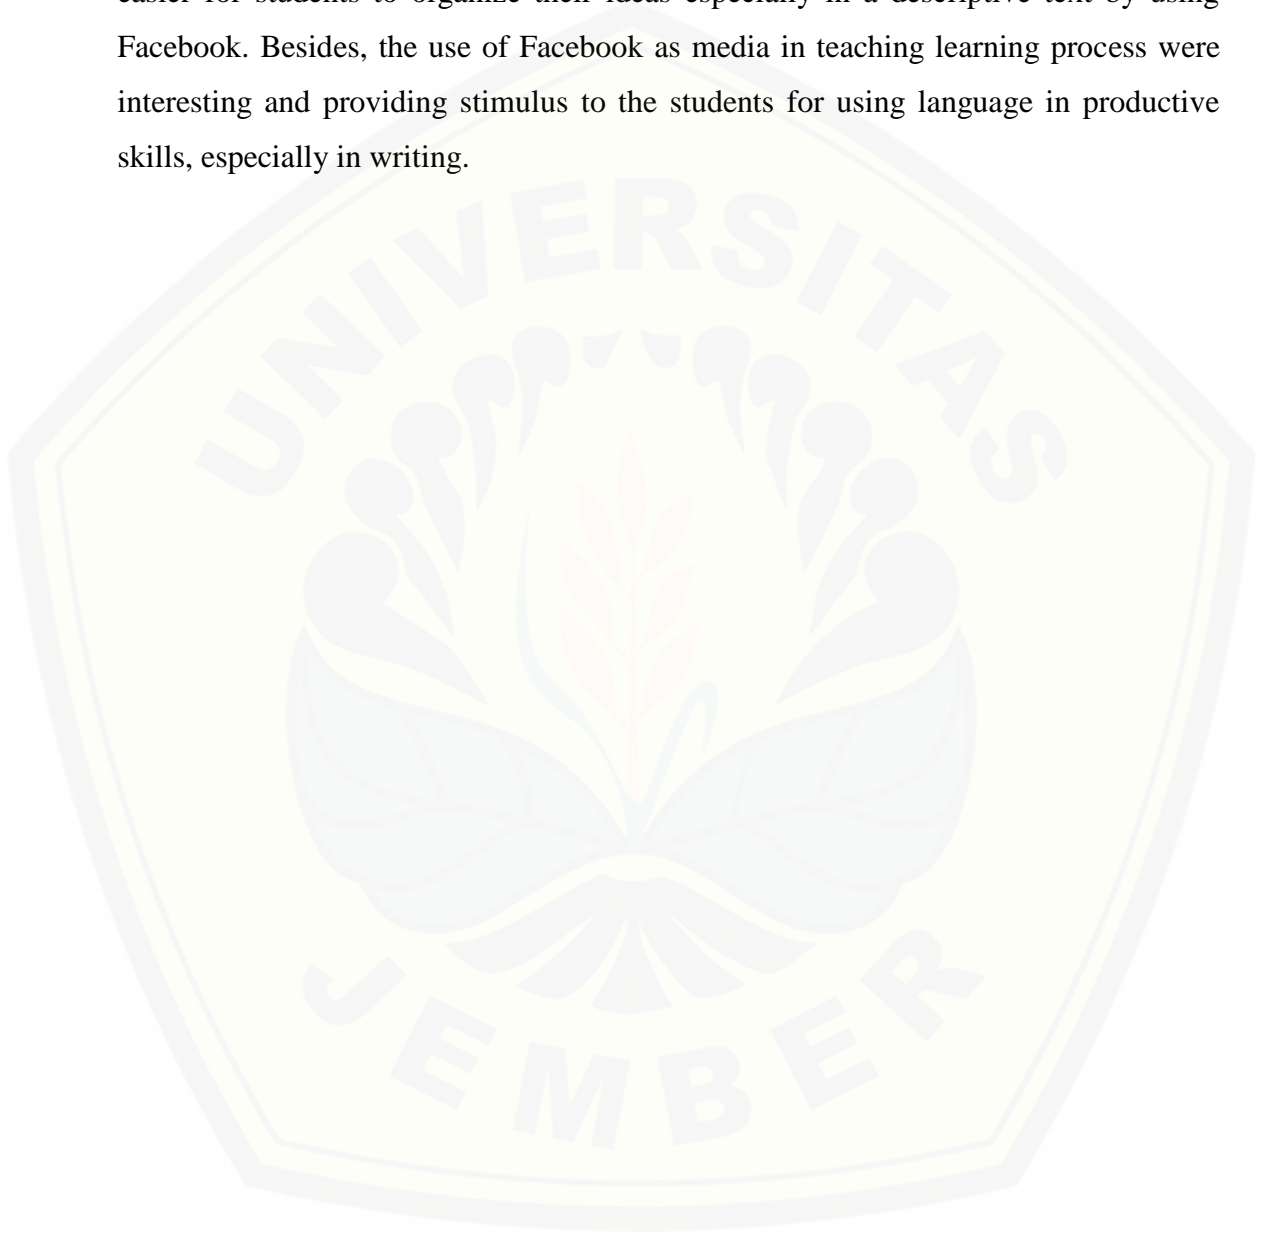 easier for students to organize their ideas especially in a descriptive text by using
Facebook. Besides, the use of Facebook as media in teaching learning process were
interesting and providing stimulus to the students for using language in productive
skills, especially in writing.
UNIVERSITAS
JEMBER